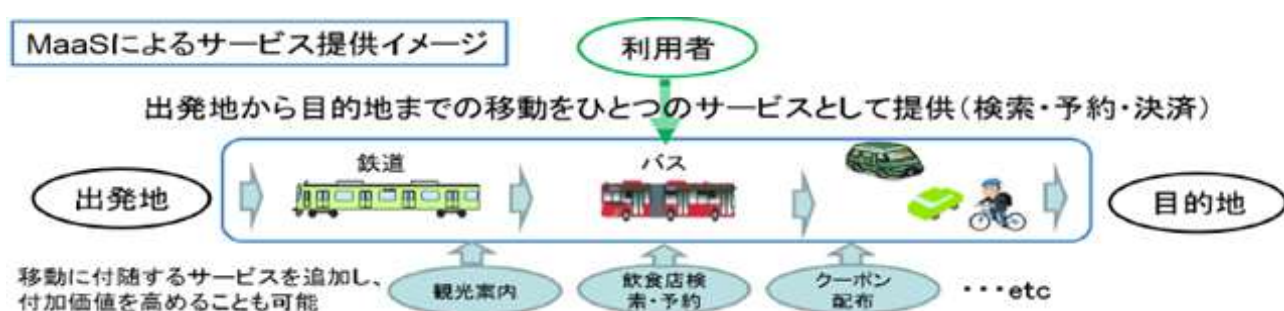 MaaSによるサービス提供イメージ
利用者
出発地から目的地までの移動をひとつのサービスとして提供(検索・予約・決済)
鉄道
バス
出発地
目的地
移動に付随するサービスを追加し、
付加価値を高めることも可能
観光案内
飲食店検
索・予約
クーポン
配布
・・・etc